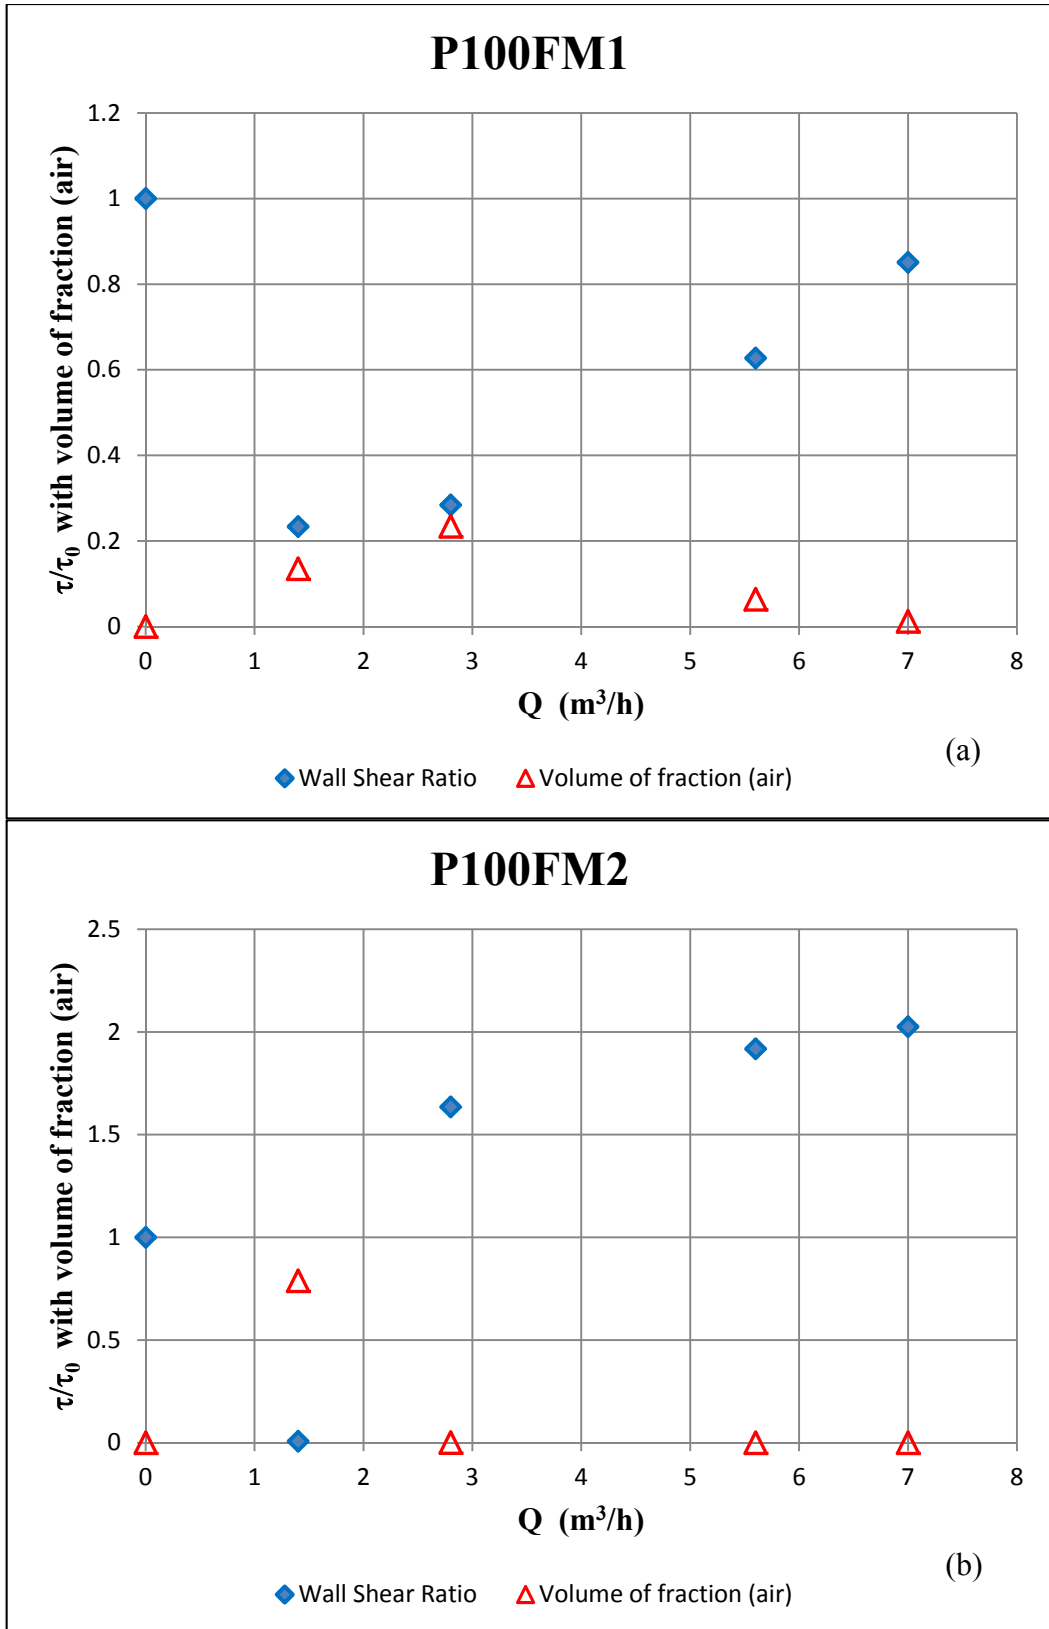 P100FM1
1.2
1
0.8
0.6
0.4
0.2
0
τ/τ₀ with volume of fraction (air)
0 1 2 3 4 5 6 7 8
Q (m³/h)
(a)
Wall Shear Ratio Volume of fraction (air)
P100FM2
2.5
2
1.5
1
0.5
0
τ/τ₀ with volume of fraction (air)
0 1 2 3 4 5 6 7 8
Q (m³/h)
(b)
Wall Shear Ratio Volume of fraction (air)